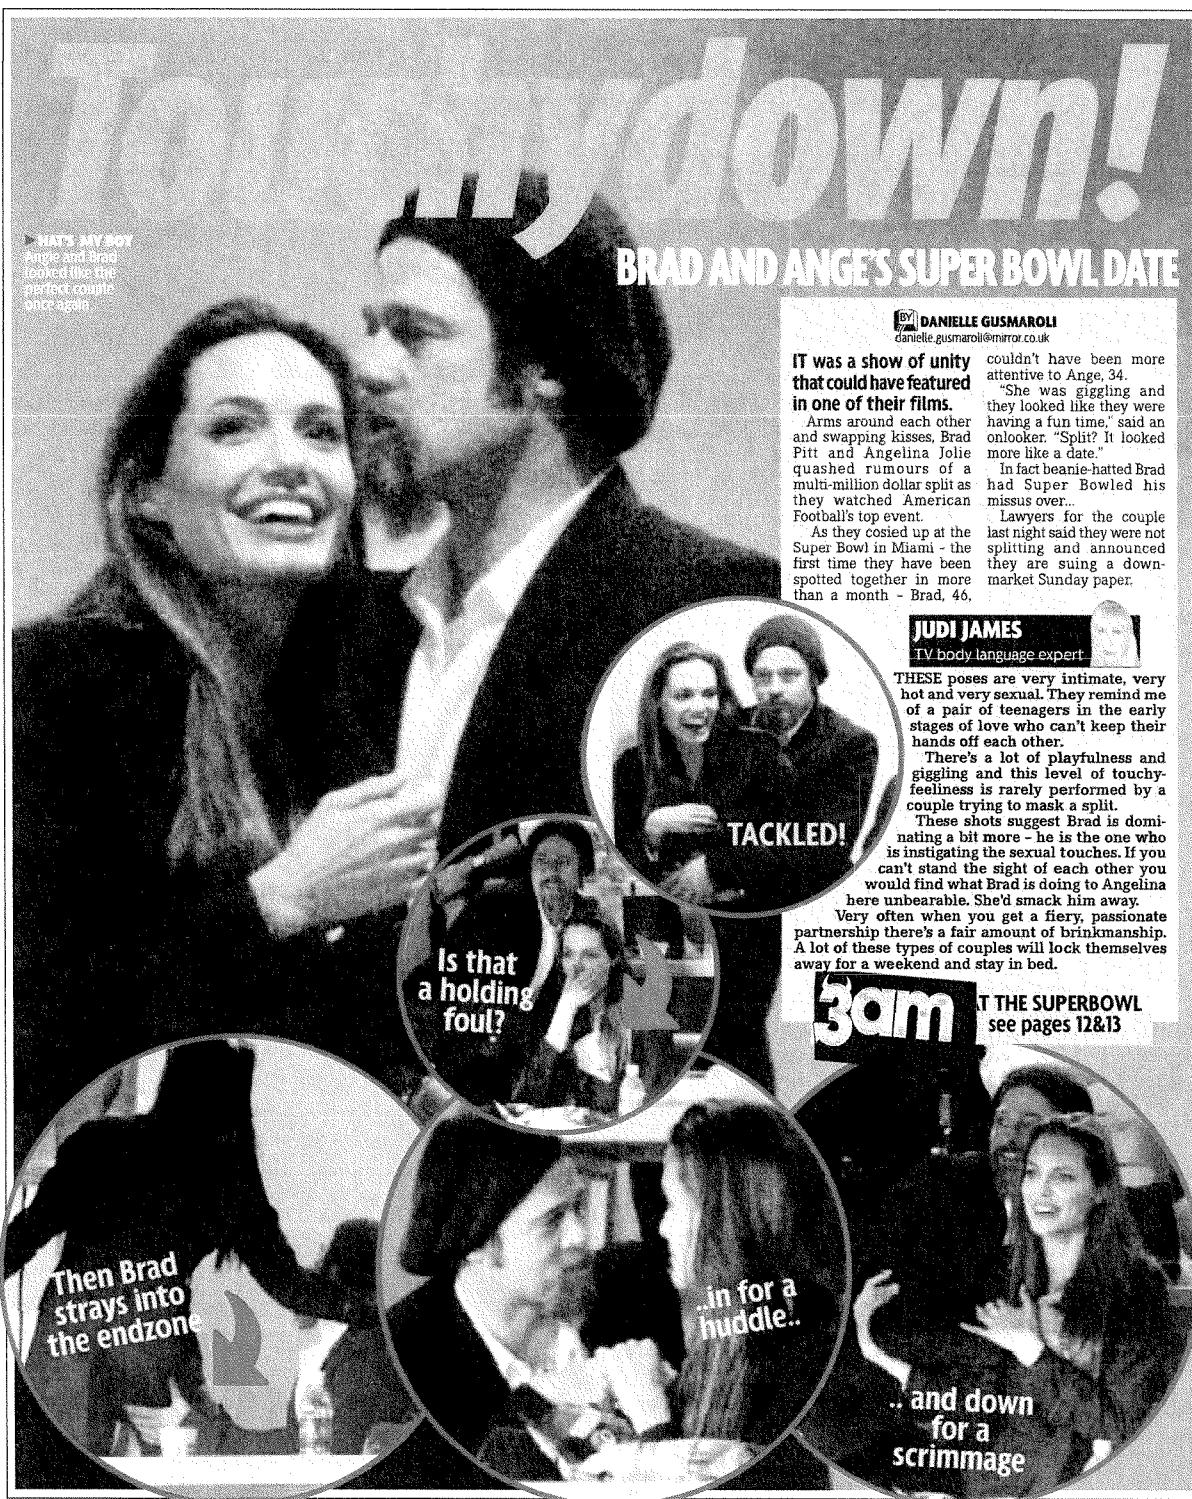 Touchydown!
▶HAT'S MY BOY
Angie and Brad
looked like the
perfect couple
once again
BRAD AND ANGE'S SUPER BOWL DATE
BY DANIELLE GUSMAROLI
danielle.gusmaroli@mirror.co.uk
IT was a show of unity
that could have featured
in one of their films.
Arms around each other
and swapping kisses, Brad
Pitt and Angelina Jolie
quashed rumours of a
multi-million dollar split as
they watched American
Football's top event.
As they cosied up at the
Super Bowl in Miami - the
first time they have been
spotted together in more
than a month - Brad, 46,
couldn't have been more
attentive to Ange, 34.
"She was giggling and
they looked like they were
having a fun time," said an
onlooker. "Split? It looked
more like a date."
In fact beanie-hatted Brad
had Super Bowled his
missus over...
Lawyers for the couple
last night said they were not
splitting and announced
they are suing a down-
market Sunday paper.
JUDI JAMES
TV body language expert
THESE poses are very intimate, very
hot and very sexual. They remind me
of a pair of teenagers in the early
stages of love who can't keep their
hands off each other.
There's a lot of playfulness and
giggling and this level of touchy-
feeliness is rarely performed by a
couple trying to mask a split.
These shots suggest Brad is domi-
nating a bit more - he is the one who
is instigating the sexual touches. If you
can't stand the sight of each other you
would find what Brad is doing to Angelina
here unbearable. She'd smack him away.
Very often when you get a fiery, passionate
partnership there's a fair amount of brinkmanship.
A lot of these types of couples will lock themselves
away for a weekend and stay in bed.
3am AT THE SUPERBOWL
see pages 12&13
TACKLED!
Is that
a holding
foul?
Then Brad
strays into
the endzone
..in for a
huddle..
.. and down
for a
scrimmage